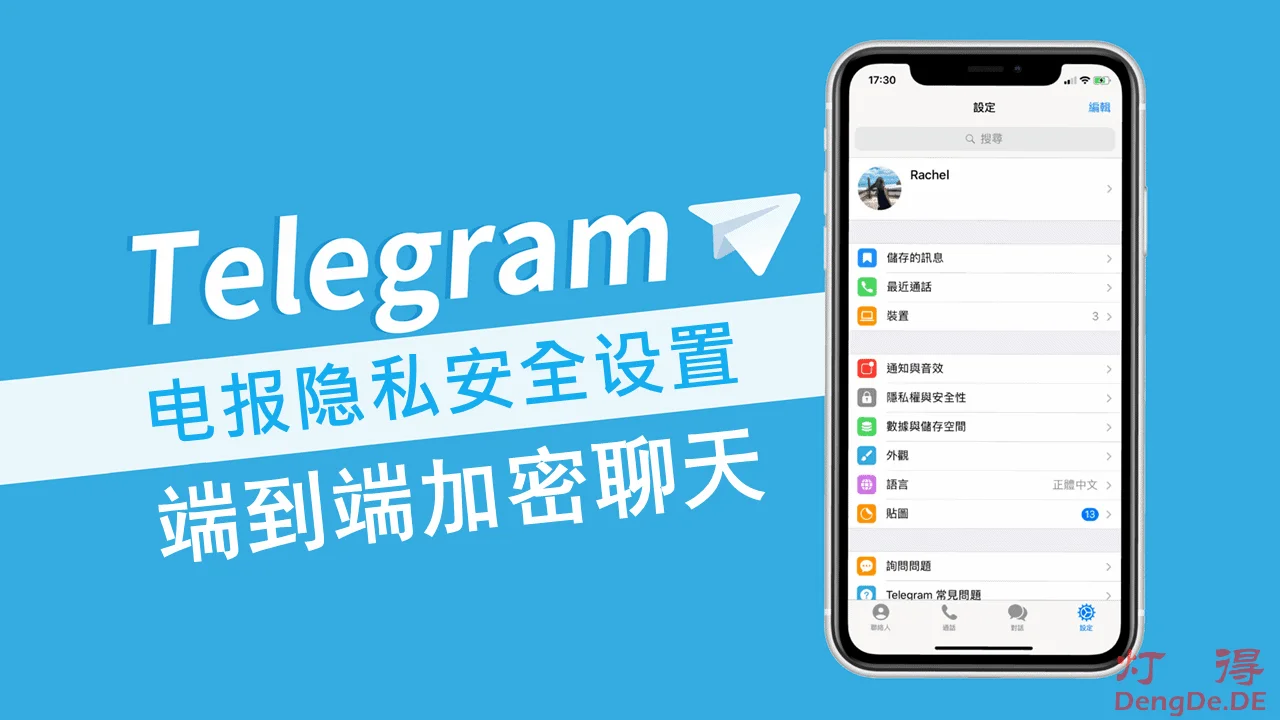 Telegram
电报隐私安全设置
端到端加密聊天
17:30
設定
編輯
搜尋
Rachel
儲存的訊息
最近通話
裝置 3
通知與音效
隱私權與安全性
數據與儲存空間
外觀
語言 正體中文
貼圖 13
詢問問題
Telegram 常見問題
聯絡人
通話
對話
設定
灯得
DengDe.DE